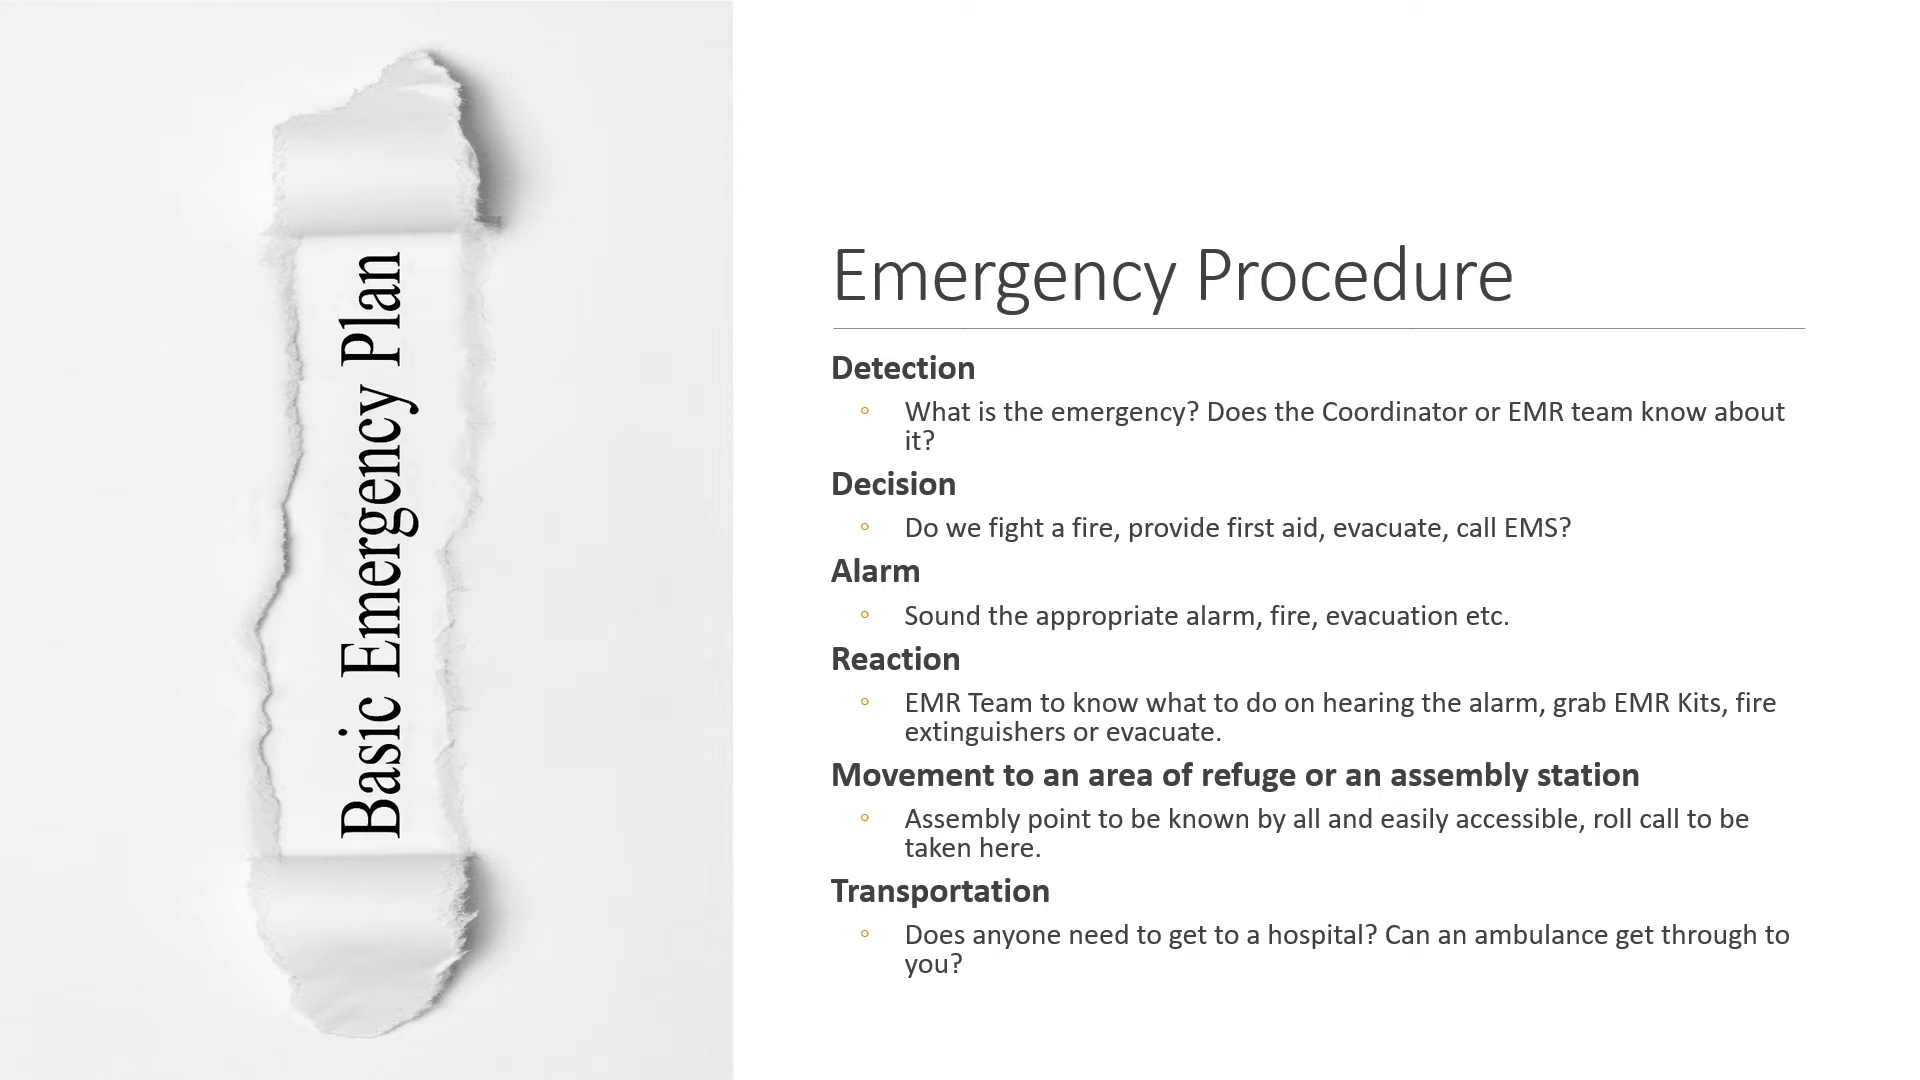 Basic Emergency Plan
Emergency Procedure
Detection
◦ What is the emergency? Does the Coordinator or EMR team know about
it?
Decision
◦ Do we fight a fire, provide first aid, evacuate, call EMS?
Alarm
◦ Sound the appropriate alarm, fire, evacuation etc.
Reaction
◦ EMR Team to know what to do on hearing the alarm, grab EMR Kits, fire
extinguishers or evacuate.
Movement to an area of refuge or an assembly station
◦ Assembly point to be known by all and easily accessible, roll call to be
taken here.
Transportation
◦ Does anyone need to get to a hospital? Can an ambulance get through to
you?